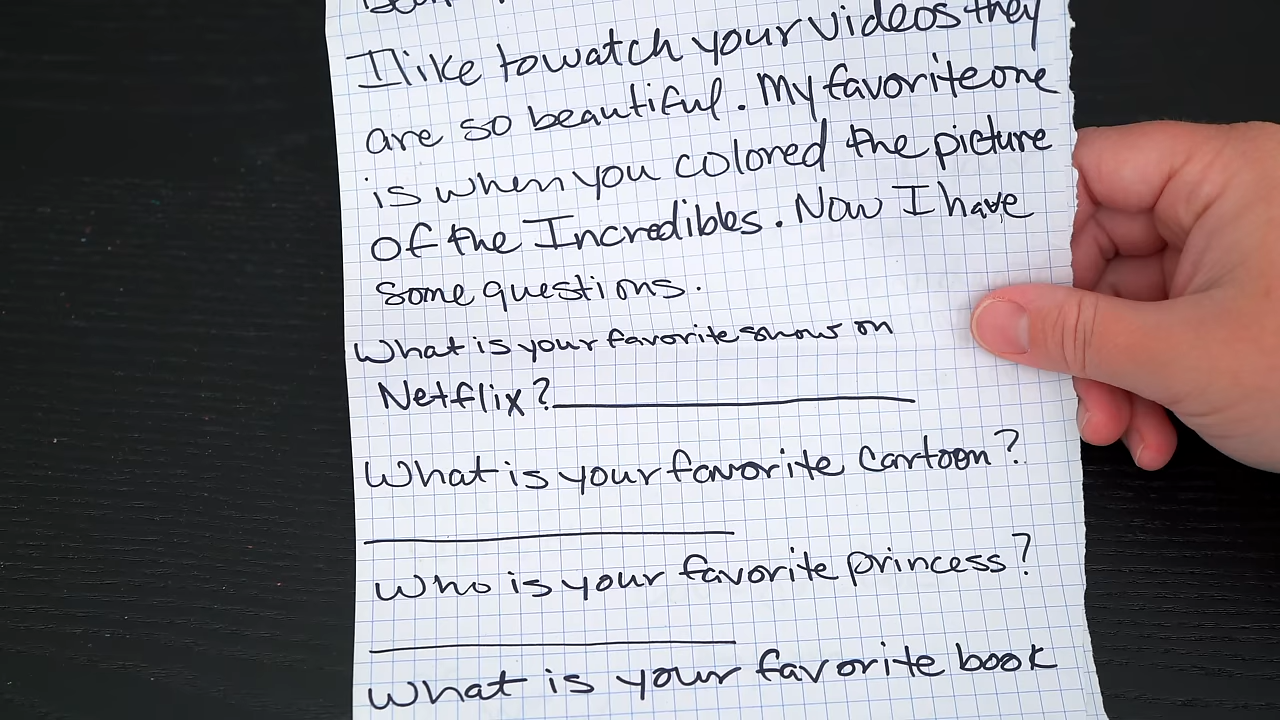 I like to watch your videos they
are so beautiful. My favorite one
is when you colored the picture
of the Incredibles. Now I have
some questions.
What is your favorite show on
Netflix?
What is your favorite cartoon?
Who is your favorite princess?
What is your favorite book